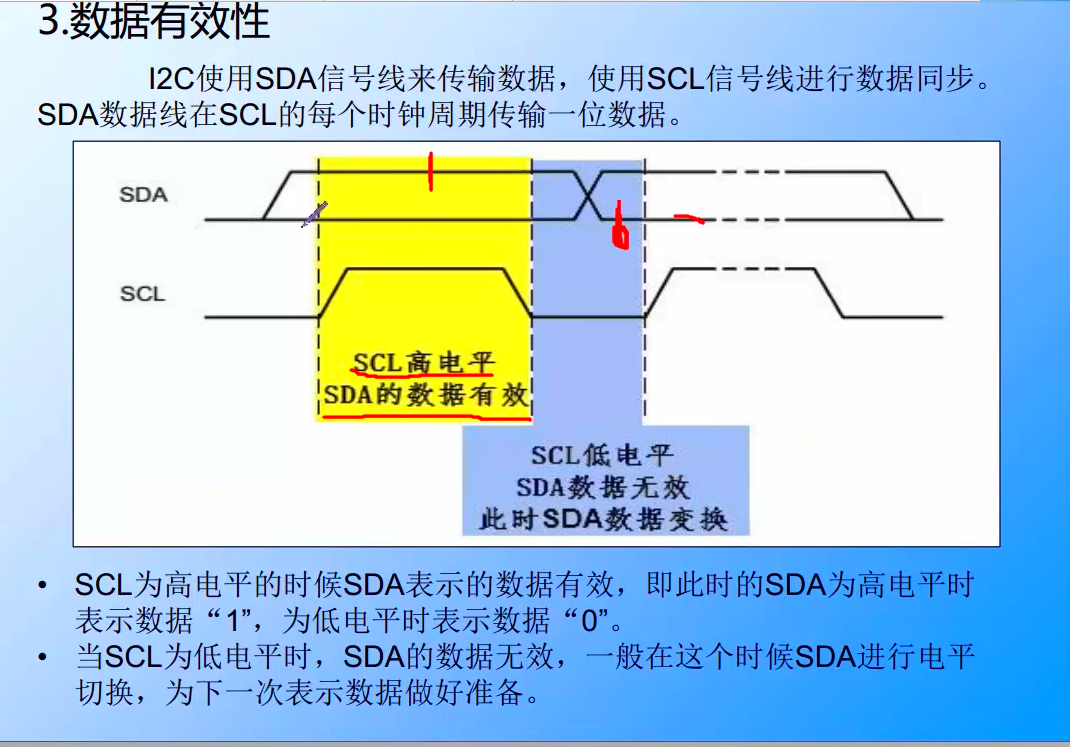 3.数据有效性
I2C使用SDA信号线来传输数据，使用SCL信号线进行数据同步。
SDA数据线在SCL的每个时钟周期传输一位数据。
SDA
SCL
SCL高电平
SDA的数据有效
SCL低电平
SDA数据无效
此时SDA数据变换
• SCL为高电平的时候SDA表示的数据有效，即此时的SDA为高电平时
表示数据“1”，为低电平时表示数据“0”。
• 当SCL为低电平时，SDA的数据无效，一般在这个时候SDA进行电平
切换，为下一次表示数据做好准备。